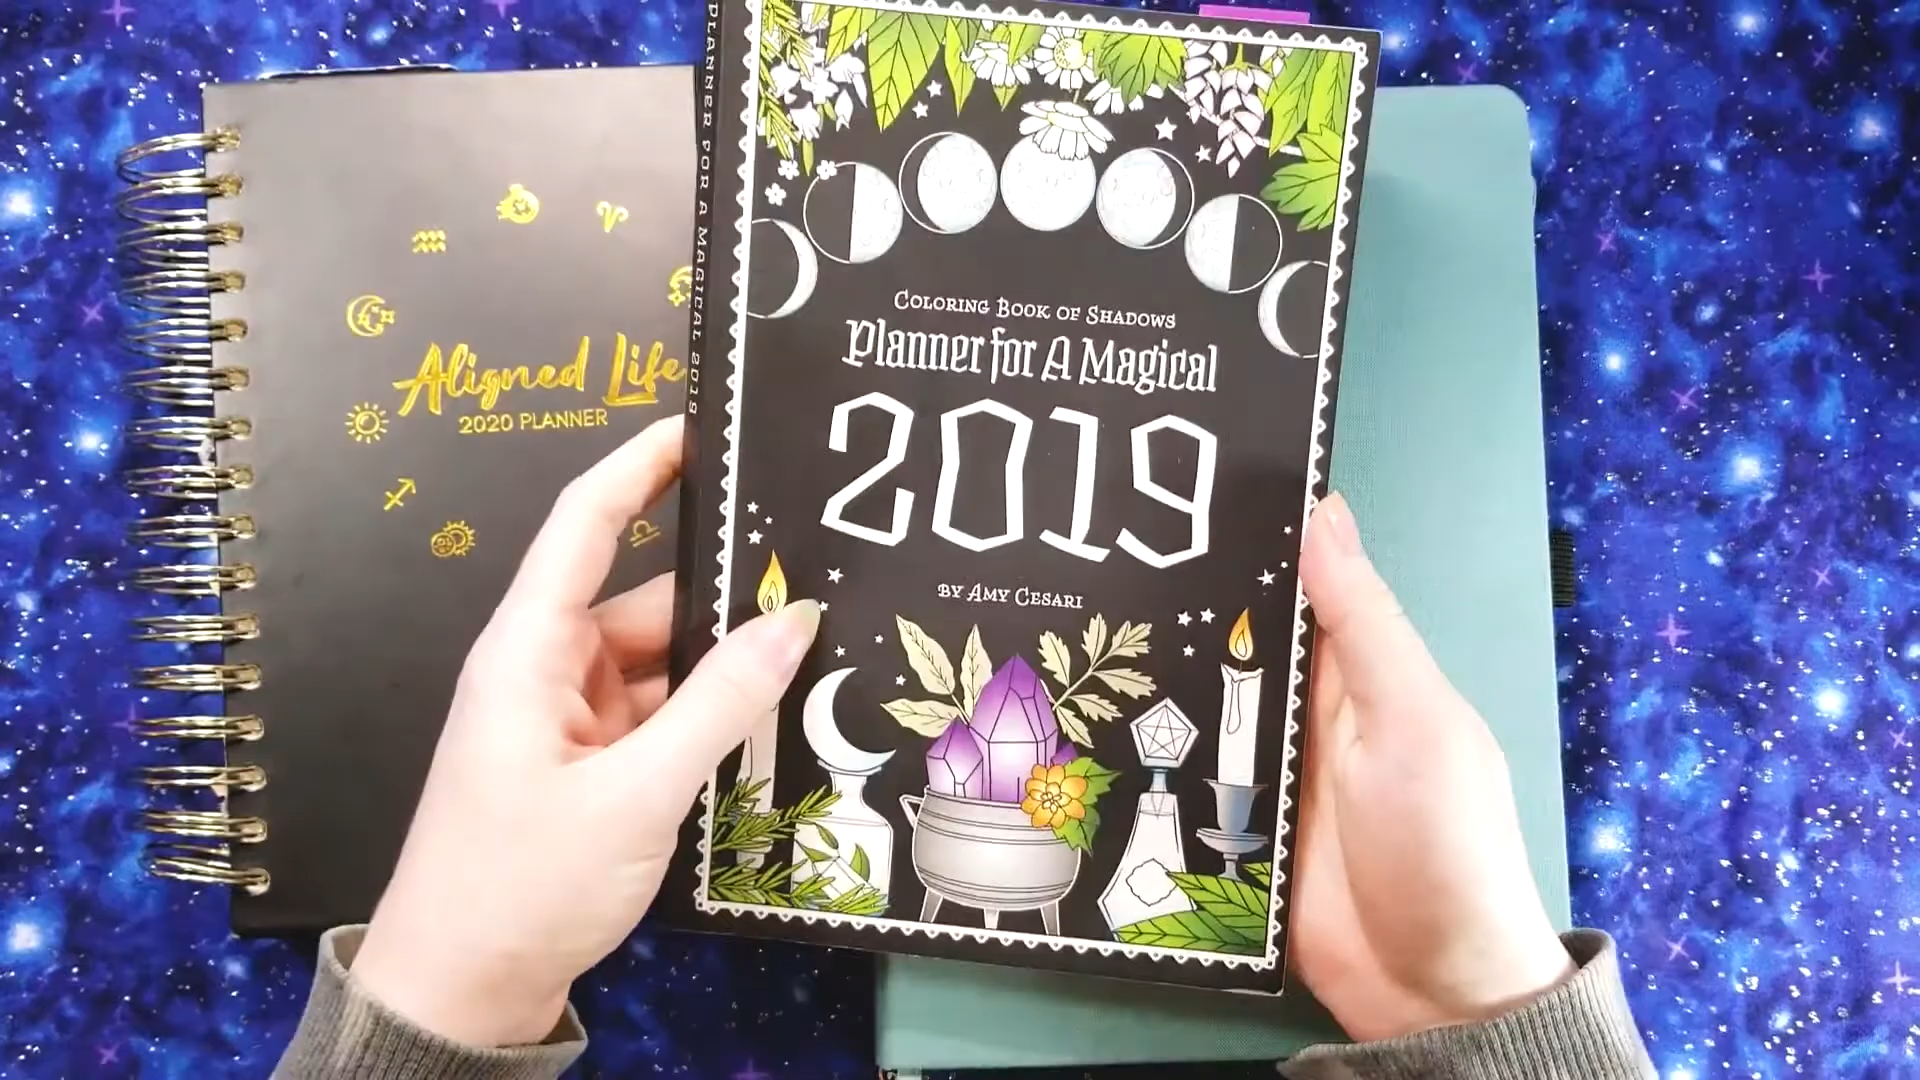 Aligned Life
2020 PLANNER
PLANNER FOR A MAGICAL 2019
COLORING BOOK OF SHADOWS
Planner for A Magical
2019
BY AMY CESARI